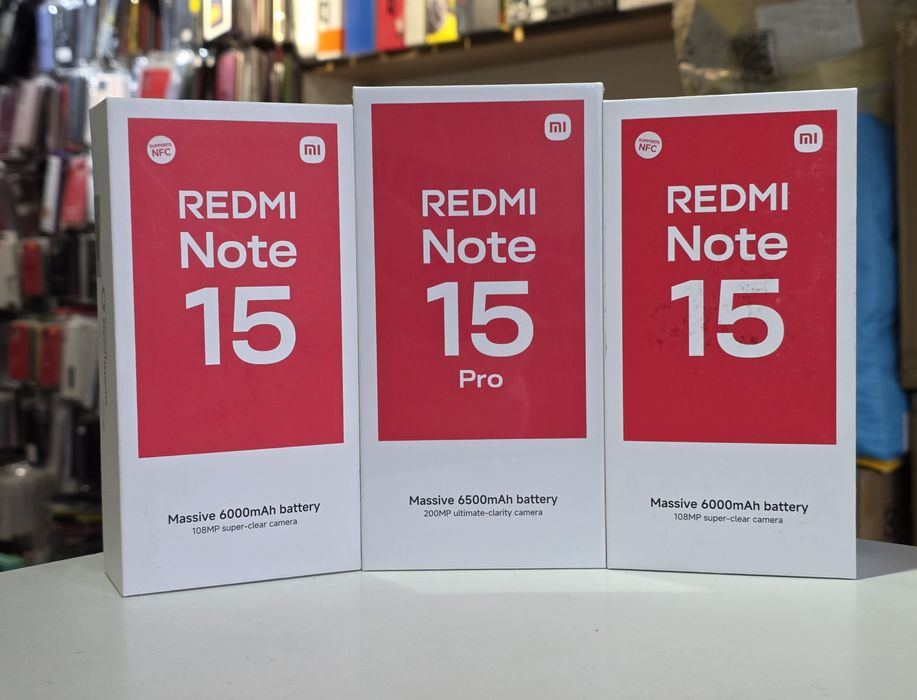 SUPPORTS
NFC
mi
REDMI
Note
15
Massive 6000mAh battery
108MP super-clear camera
mi
REDMI
Note
15
Pro
Massive 6500mAh battery
200MP ultimate-clarity camera
SUPPORTS
NFC
mi
REDMI
Note
15
Massive 6000mAh battery
108MP super-clear camera